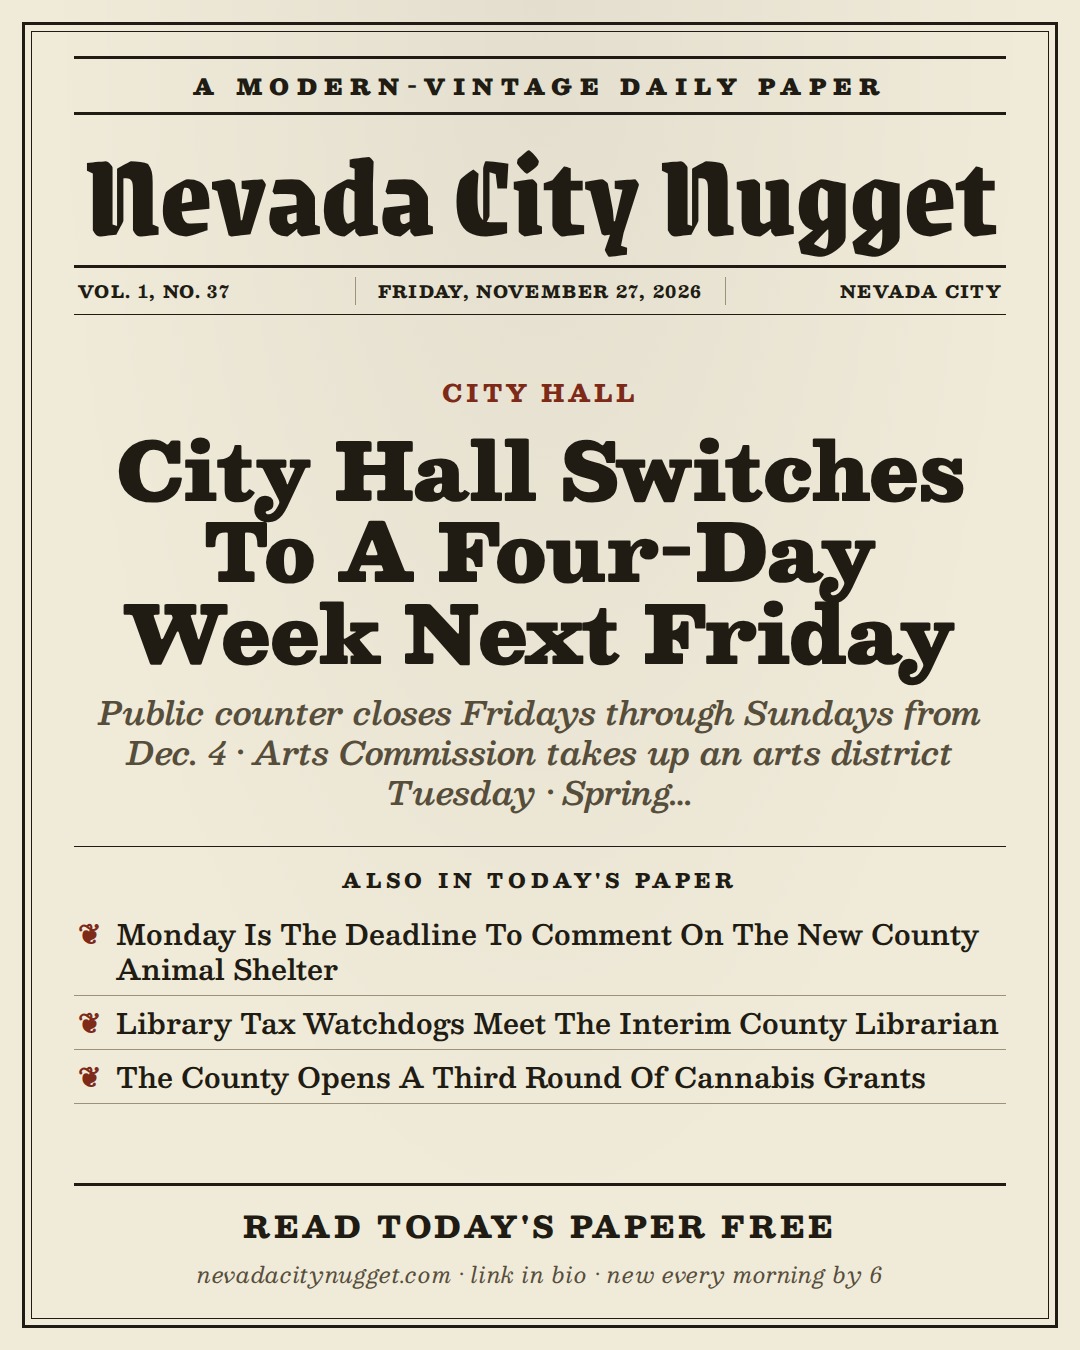 A MODERN-VINTAGE DAILY PAPER
Nevada City Nugget
VOL. 1, NO. 37
FRIDAY, NOVEMBER 27, 2026
NEVADA CITY
CITY HALL
City Hall Switches
To A Four-Day
Week Next Friday
Public counter closes Fridays through Sundays from
Dec. 4 · Arts Commission takes up an arts district
Tuesday · Spring...
ALSO IN TODAY'S PAPER
❦ Monday Is The Deadline To Comment On The New County
Animal Shelter
❦ Library Tax Watchdogs Meet The Interim County Librarian
❦ The County Opens A Third Round Of Cannabis Grants
READ TODAY'S PAPER FREE
nevadacitynugget.com · link in bio · new every morning by 6